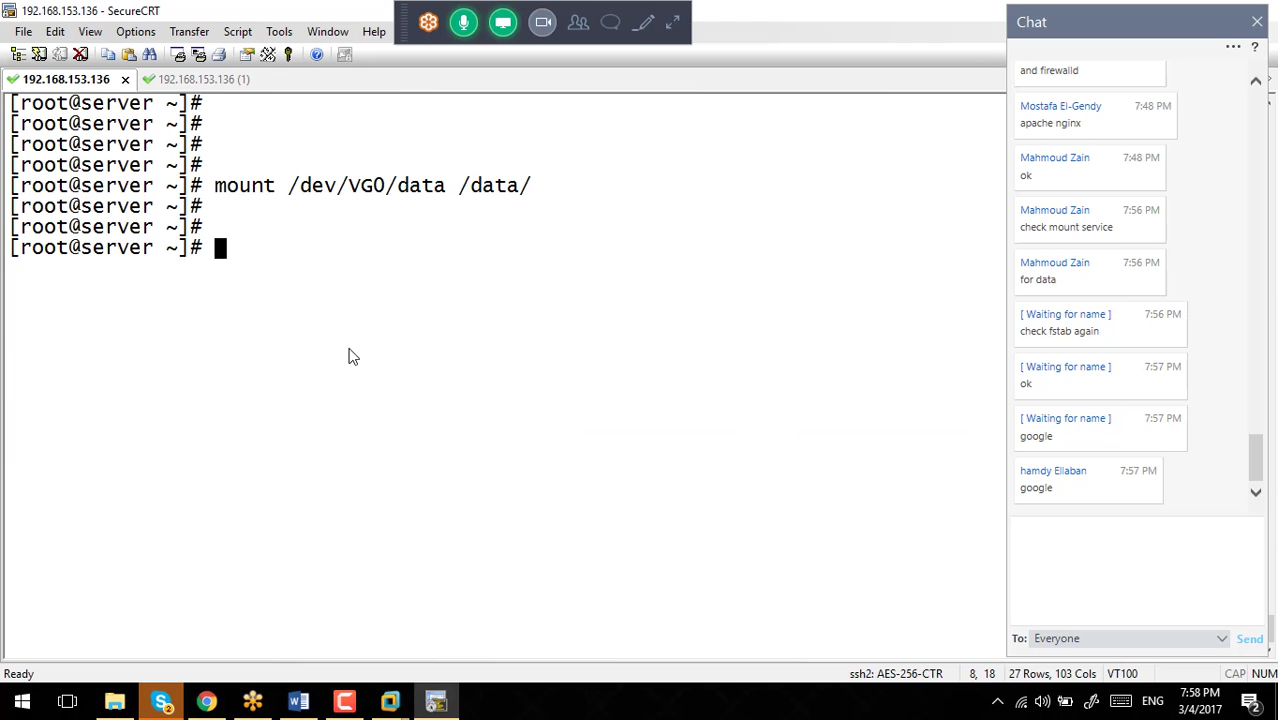 192.168.153.136 - SecureCRT
File Edit View Options Transfer Script Tools Window Help
192.168.153.136 192.168.153.136 (1)
[root@server ~]#
[root@server ~]#
[root@server ~]#
[root@server ~]#
[root@server ~]# mount /dev/VG0/data /data/
[root@server ~]#
[root@server ~]#
[root@server ~]#
Chat
?
and firewalld
Mostafa El-Gendy 7:48 PM
apache nginx
Mahmoud Zain 7:48 PM
ok
Mahmoud Zain 7:56 PM
check mount service
Mahmoud Zain 7:56 PM
for data
[ Waiting for name ] 7:56 PM
check fstab again
[ Waiting for name ] 7:57 PM
ok
[ Waiting for name ] 7:57 PM
google
hamdy Ellaban 7:57 PM
google
To: Everyone Send
Ready ssh2: AES-256-CTR 8, 18 27 Rows, 103 Cols VT100 CAP NUM
ENG 7:58 PM
3/4/2017